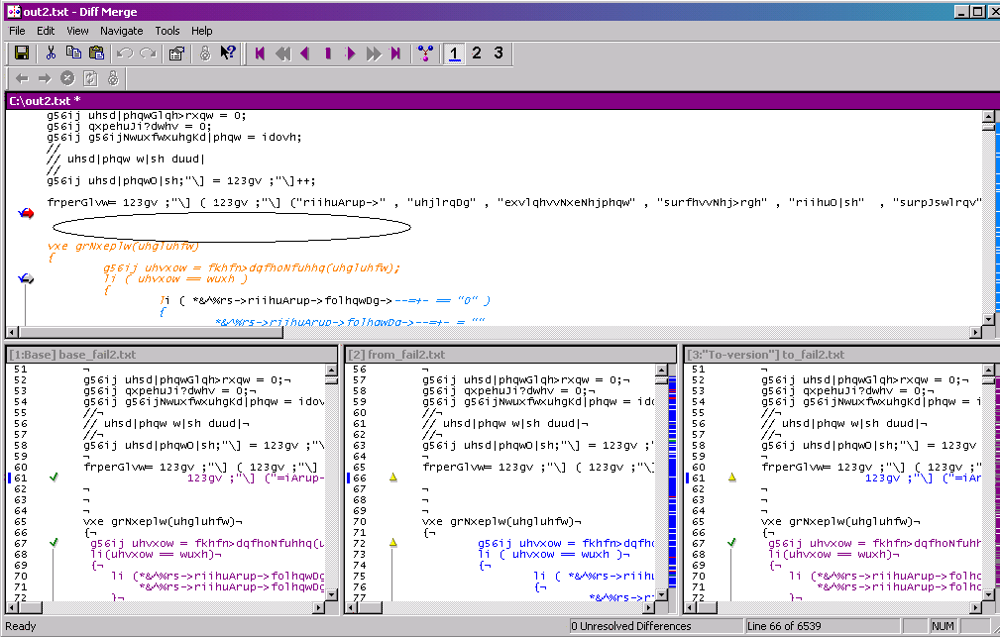 out2.txt - Diff Merge
File Edit View Navigate Tools Help
1 2 3
C:\out2.txt *
g56ij uhsd|phqwGlqh>rxqw = 0;
g56ij qxpehuJi?dwhv = 0;
g56ij g56ijNwuxfwxuhgKd|phqw = idovh;
//
// uhsd|phqw w|sh duud|
//
g56ij uhsd|phqwO|sh;"\] = 123gv ;"\]++;
frperGlvw= 123gv ;"\] ( 123gv ;"\] ("riihuArup->" , "uhjlrqDg" , "exvlqhvvNxeNhjphqw" , "surfhvvNhj>rgh" , "riihuO|sh"  , "surpJswlrqv"
vxe grNxeplw(uhgluhfw)
{
g56ij uhvxow = fkhfn>dqfhoNfuhhq(uhgluhfw);
li ( uhvxow == wuxh )
{
li ( *&^%rs->riihuArup->folhqwDg->--=+- == "0" )
{
*&^%rs->riihuArup->folhqwDg->--=+- = ""
[1:Base] base_fail2.txt
51 ¬
52 g56ij uhsd|phqwGlqh>rxqw = 0;¬
53 g56ij qxpehuJi?dwhv = 0;¬
54 g56ij g56ijNwuxfwxuhgKd|phqw = idov
55 //¬
56 // uhsd|phqw w|sh duud|¬
57 //¬
58 g56ij uhsd|phqwO|sh;"\] = 123gv ;"\
59 ¬
60 frperGlvw= 123gv ;"\] ( 123gv ;"\]
61 123gv ;"\] ("=iArup-
62 ¬
63 ¬
64 ¬
65 vxe grNxeplw(uhgluhfw)¬
66 {¬
67 g56ij uhvxow = fkhfn>dqfhoNfuhhq(u
68 li(uhvxow == wuxh)¬
69 {¬
70 li (*&^%rs->riihuArup->folhqwDg
71 *&^%rs->riihuArup->folhqwDg-
72 }¬
[2] from_fail2.txt
56 ¬
57 g56ij uhsd|phqwGlqh>rxqw = 0;¬
58 g56ij qxpehuJi?dwhv = 0;¬
59 g56ij g56ijNwuxfwxuhgKd|phqw = ido
60 //¬
61 // uhsd|phqw w|sh duud|¬
62 //¬
63 g56ij uhsd|phqwO|sh;"\] = 123gv ;"
64 ¬
65 frperGlvw= 123gv ;"\] ( 123gv ;"\]
66 ¬
67 ¬
68 ¬
69 ¬
70 vxe grNxeplw(uhgluhfw)¬
71 {¬
72 g56ij uhvxow = fkhfn>dqfho
73 li ( uhvxow == wuxh )¬
74 {¬
75 li ( *&^%rs->riihu
76 {¬
77 *&^%rs->ri
[3:"To-version"] to_fail2.txt
51 ¬
52 g56ij uhsd|phqwGlqh>rxqw = 0;¬
53 g56ij qxpehuJi?dwhv = 0;¬
54 g56ij g56ijNwuxfwxuhgKd|phqw = i
55 //¬
56 // uhsd|phqw w|sh duud|¬
57 //¬
58 g56ij uhsd|phqwO|sh;"\] = 123gv
59 ¬
60 frperGlvw= 123gv ;"\] ( 123gv ;"
61 123gv ;"\] ("=iAr
62 ¬
63 ¬
64 ¬
65 vxe grNxeplw(uhgluhfw)¬
66 {¬
67 g56ij uhvxow = fkhfn>dqfhoNfuhh
68 li(uhvxow == wuxh)¬
69 {¬
70 li (*&^%rs->riihuArup->folhq
71 *&^%rs->riihuArup->folhqw
72 }¬
Ready
0 Unresolved Differences
Line 66 of 6539
NUM